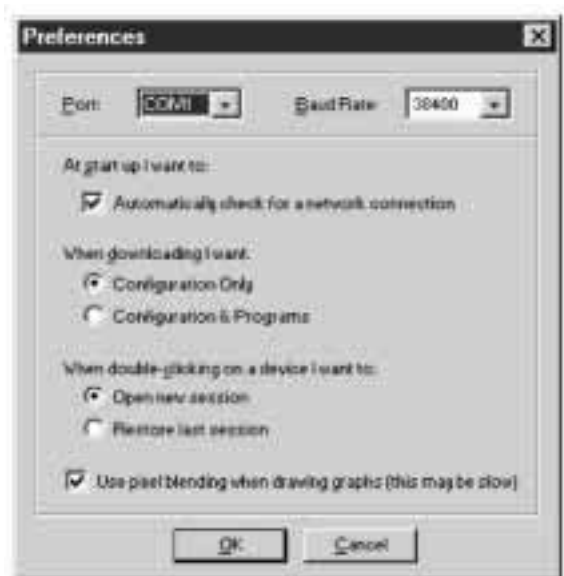 Preferences
Port: COM1 Baud Rate: 38400
At start up I want to:
Automatically check for a network connection
When downloading I want:
Configuration Only
Configuration & Programs
When double-clicking on a device I want to:
Open new session
Restore last session
Use pixel blending when drawing graphs (this may be slow)
OK Cancel